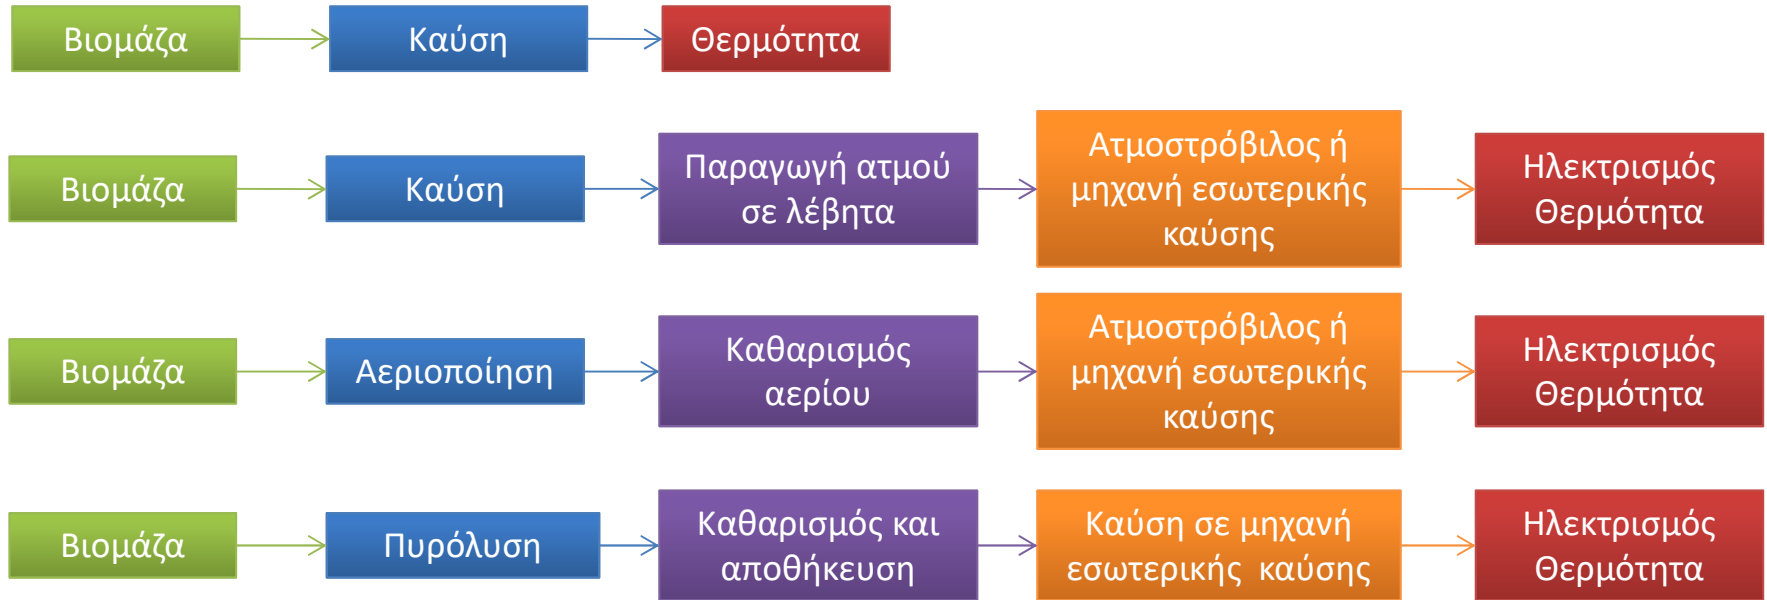 Βιομάζα
Καύση
Θερμότητα
Βιομάζα
Καύση
Παραγωγή ατμού
σε λέβητα
Ατμοστρόβιλος ή
μηχανή εσωτερικής
καύσης
Ηλεκτρισμός
Θερμότητα
Βιομάζα
Αεριοποίηση
Καθαρισμός
αερίου
Ατμοστρόβιλος ή
μηχανή εσωτερικής
καύσης
Ηλεκτρισμός
Θερμότητα
Βιομάζα
Πυρόλυση
Καθαρισμός και
αποθήκευση
Καύση σε μηχανή
εσωτερικής καύσης
Ηλεκτρισμός
Θερμότητα